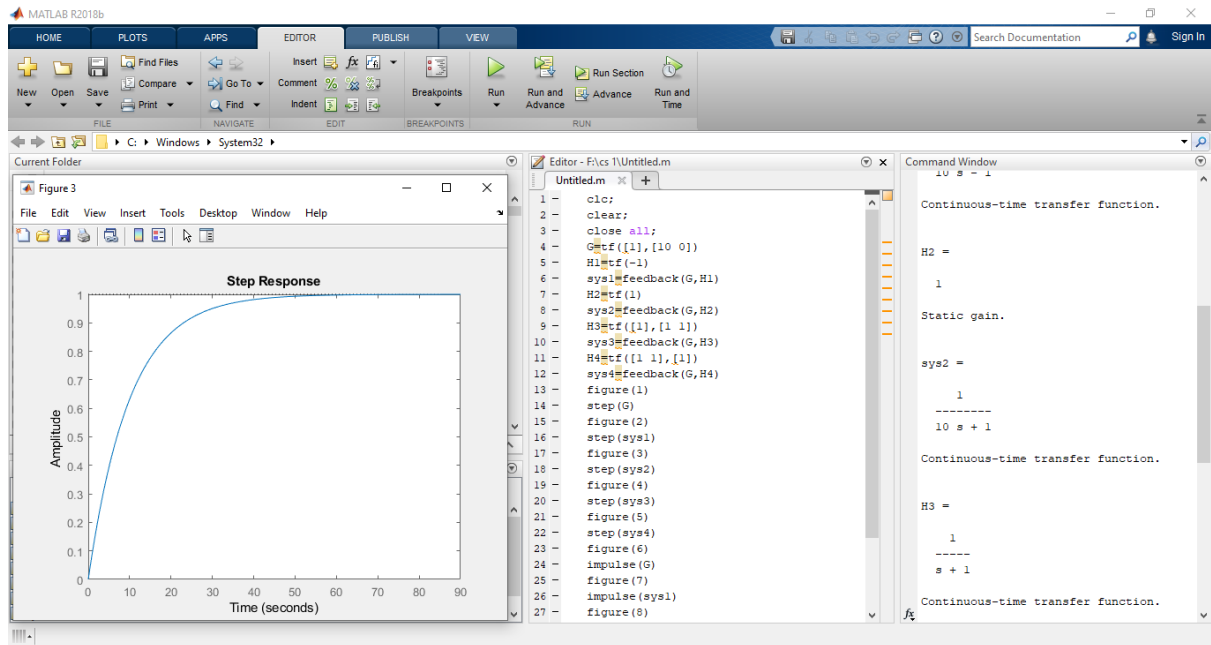 MATLAB R2018b
HOME PLOTS APPS EDITOR PUBLISH VIEW
Search Documentation
Sign In
New
Open
Save
Find Files
Compare
Print
Go To
Find
Insert
Comment
Indent
Breakpoints
Run
Run and Advance
Run Section
Advance
Run and Time
FILE NAVIGATE EDIT BREAKPOINTS RUN
C: Windows System32
Current Folder
Figure 3
File Edit View Insert Tools Desktop Window Help
Step Response
1
0.9
0.8
0.7
0.6
0.5
0.4
0.3
0.2
0.1
0
Amplitude
0 10 20 30 40 50 60 70 80 90
Time (seconds)
Editor - F:\cs 1\Untitled.m
Untitled.m
1 - clc;
2 - clear;
3 - close all;
4 - G=tf([1],[10 0])
5 - H1=tf(-1)
6 - sys1=feedback(G,H1)
7 - H2=tf(1)
8 - sys2=feedback(G,H2)
9 - H3=tf([1],[1 1])
10 - sys3=feedback(G,H3)
11 - H4=tf([1 1],[1])
12 - sys4=feedback(G,H4)
13 - figure(1)
14 - step(G)
15 - figure(2)
16 - step(sys1)
17 - figure(3)
18 - step(sys2)
19 - figure(4)
20 - step(sys3)
21 - figure(5)
22 - step(sys4)
23 - figure(6)
24 - impulse(G)
25 - figure(7)
26 - impulse(sys1)
27 - figure(8)
Command Window
10 s - 1
Continuous-time transfer function.
H2 =
1
Static gain.
sys2 =
1
--------
10 s + 1
Continuous-time transfer function.
H3 =
1
-----
s + 1
Continuous-time transfer function.
fx